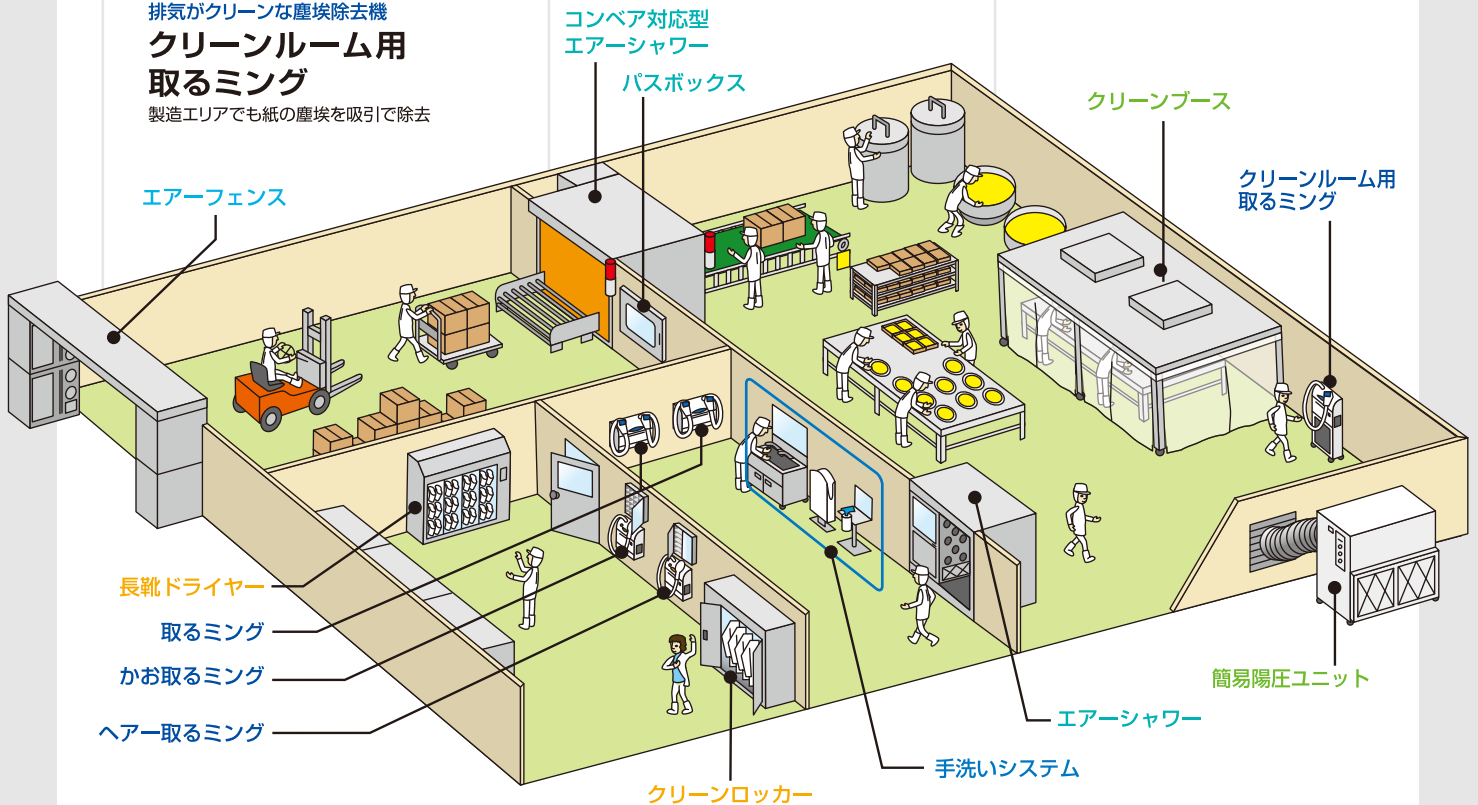 排気がクリーンな塵埃除去機
クリーンルーム用
取るミング
製造エリアでも紙の塵埃を吸引で除去
コンベア対応型
エアーシャワー
パスボックス
クリーンブース
クリーンルーム用
取るミング
エアーフェンス
長靴ドライヤー
取るミング
かお取るミング
ヘアー取るミング
クリーンロッカー
手洗いシステム
エアーシャワー
簡易陽圧ユニット